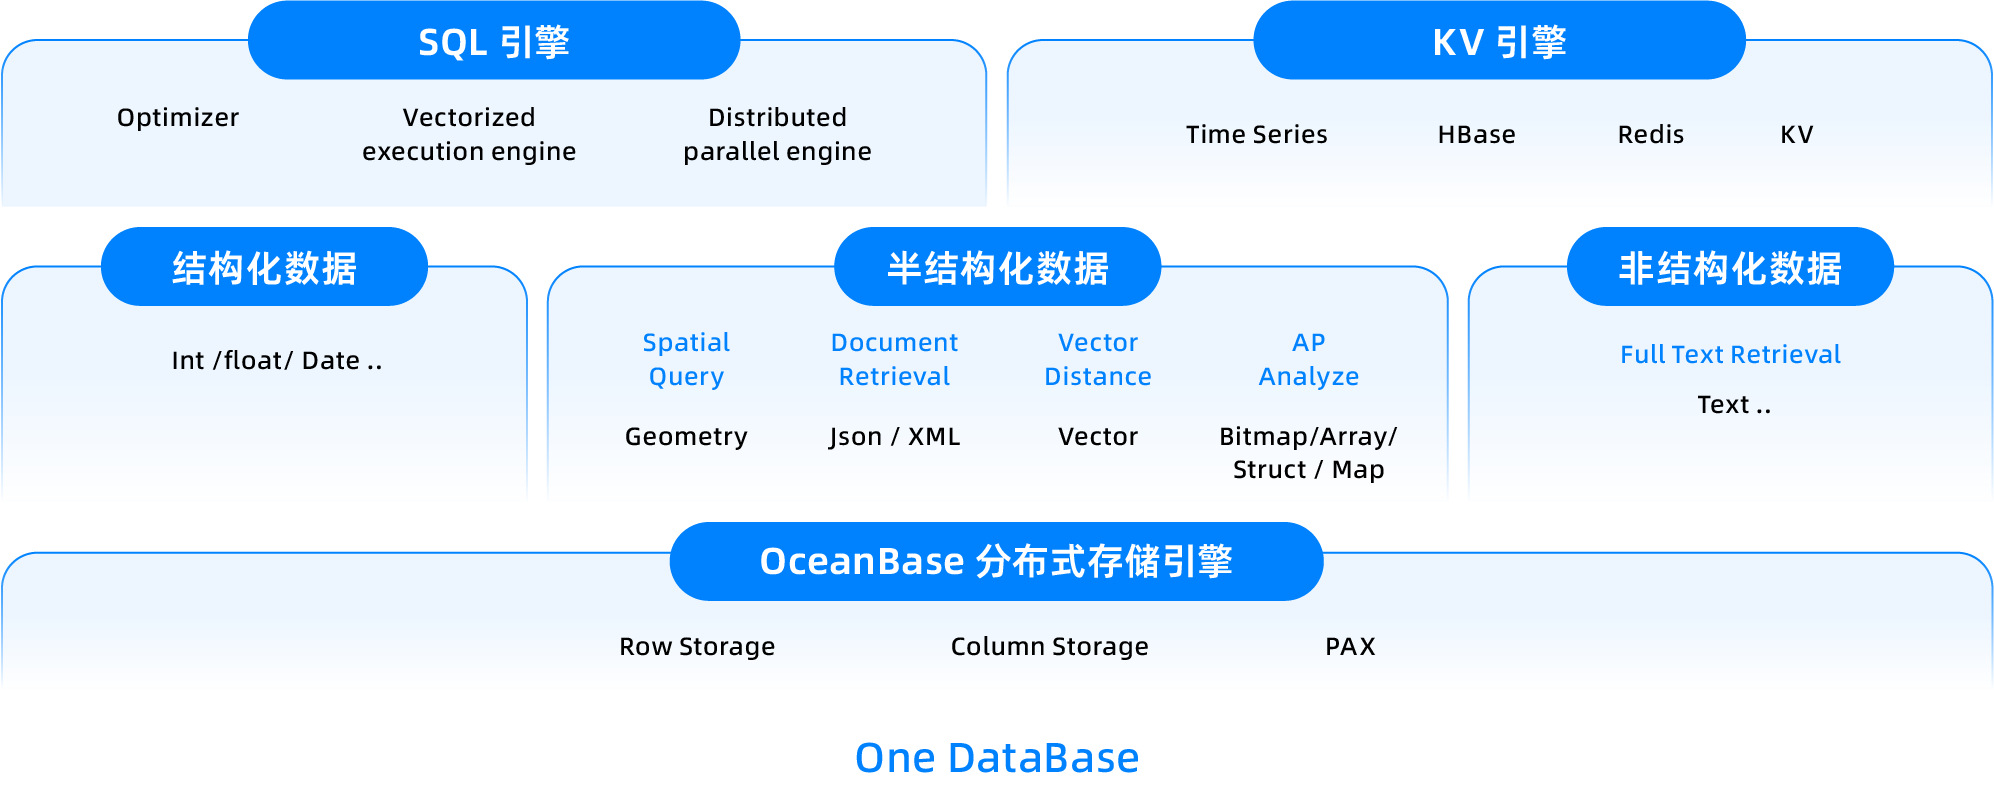 SQL 引擎
Optimizer
Vectorized
execution engine
Distributed
parallel engine
KV 引擎
Time Series
HBase
Redis
KV
结构化数据
Int /float/ Date ..
半结构化数据
Spatial
Query
Geometry
Document
Retrieval
Json / XML
Vector
Distance
Vector
AP
Analyze
Bitmap/Array/
Struct / Map
非结构化数据
Full Text Retrieval
Text ..
OceanBase 分布式存储引擎
Row Storage
Column Storage
PAX
One DataBase